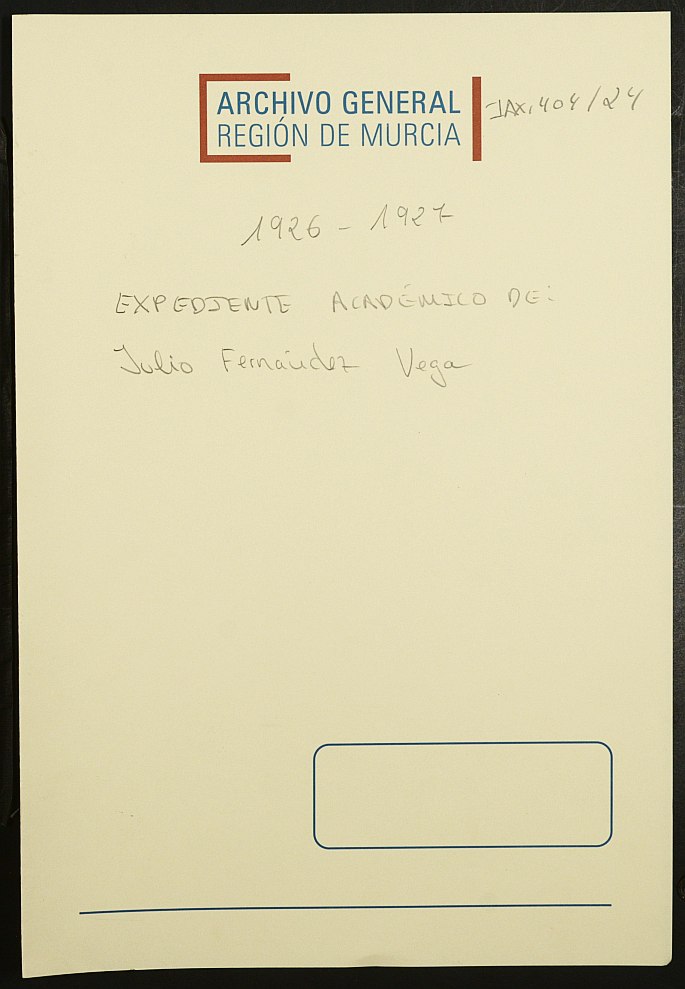 ARCHIVO GENERAL
REGIÓN DE MURCIA
IAX, 404/24
1926 - 1927
EXPEDIENTE ACADÉMICO DE:
Julio Fernández Vega